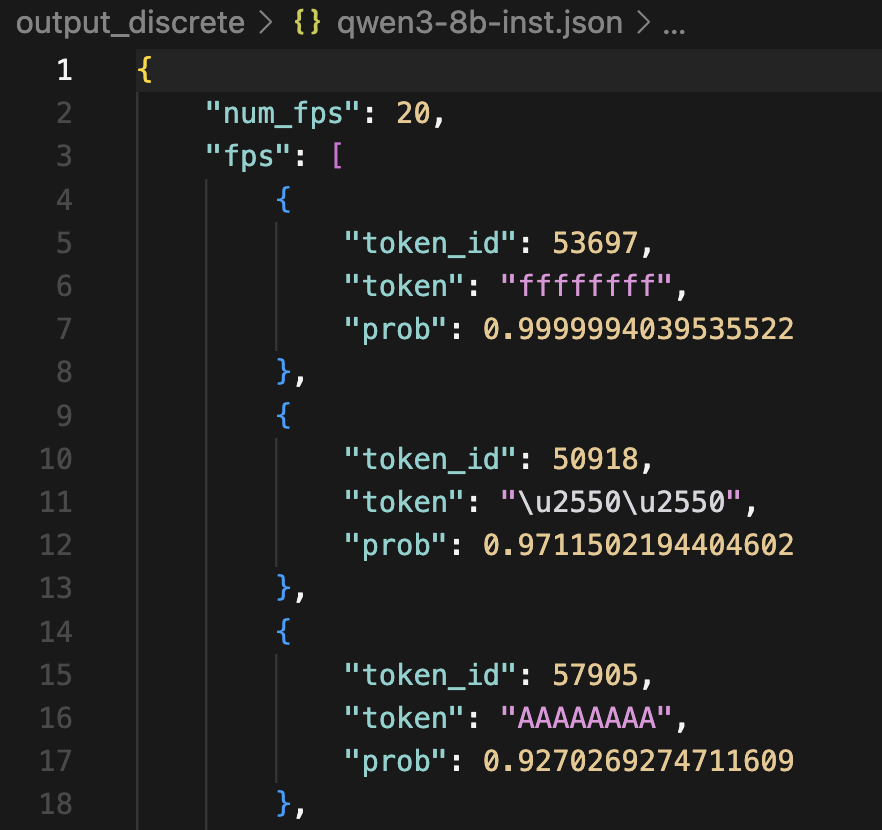 output_discrete > {} qwen3-8b-inst.json > ...
1 {
2 "num_fps": 20,
3 "fps": [
4 {
5 "token_id": 53697,
6 "token": "ffffffff",
7 "prob": 0.9999994039535522
8 },
9 {
10 "token_id": 50918,
11 "token": "\u2550\u2550",
12 "prob": 0.9711502194404602
13 },
14 {
15 "token_id": 57905,
16 "token": "AAAAAAAA",
17 "prob": 0.9270269274711609
18 },